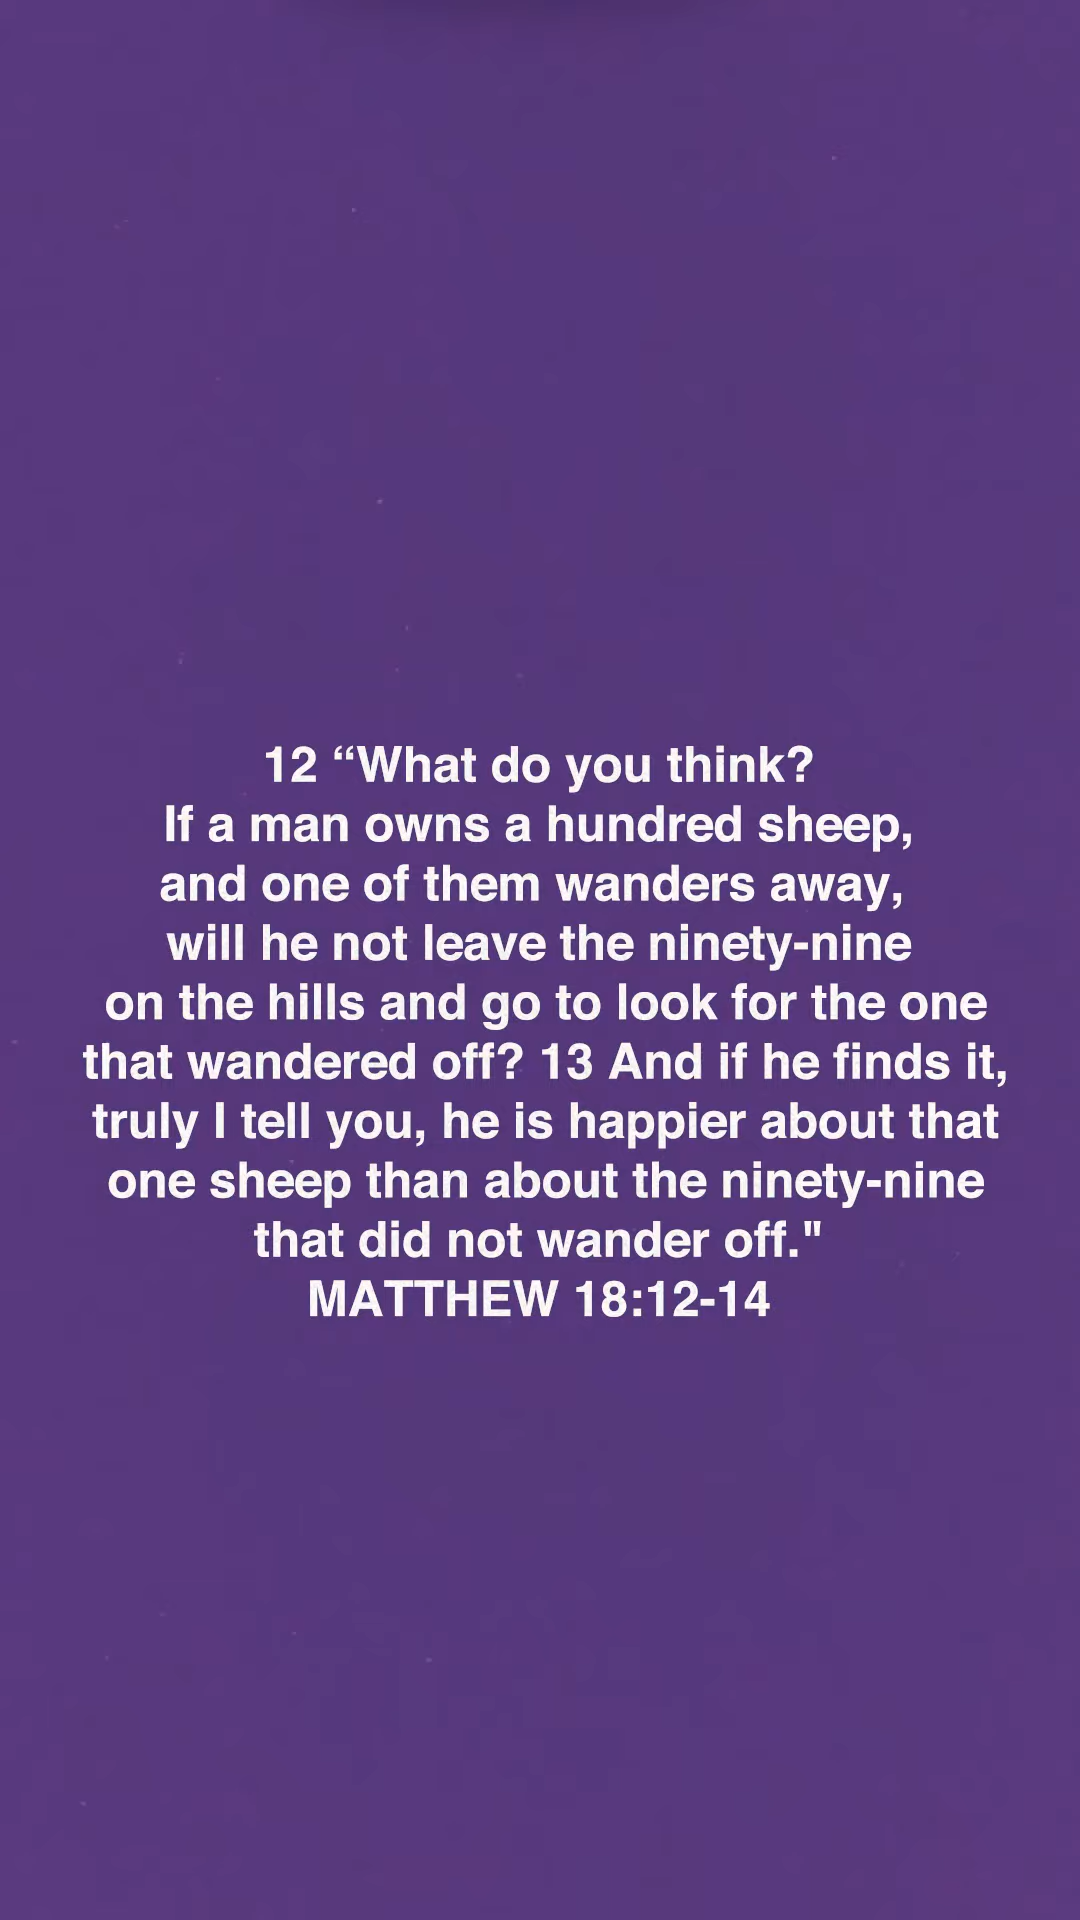 12 “What do you think?
If a man owns a hundred sheep,
and one of them wanders away,
will he not leave the ninety-nine
on the hills and go to look for the one
that wandered off? 13 And if he finds it,
truly I tell you, he is happier about that
one sheep than about the ninety-nine
that did not wander off."
MATTHEW 18:12-14